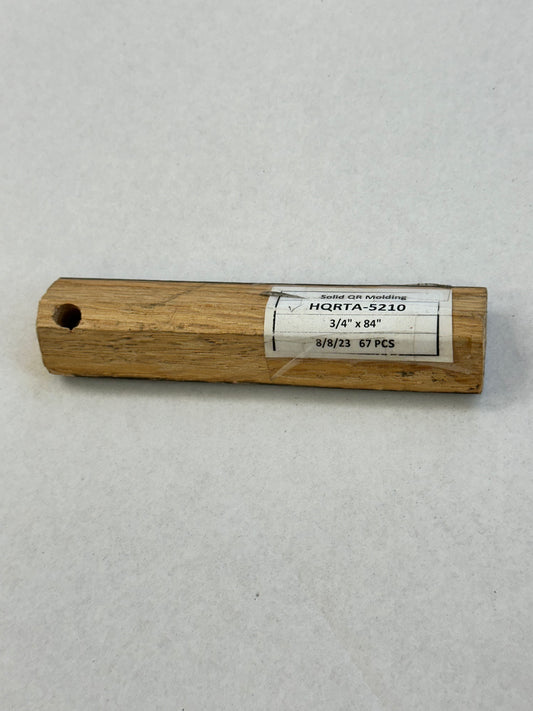 Solid QR Molding
HQRTA-5210
3/4" x 84"
8/8/23 67 PCS